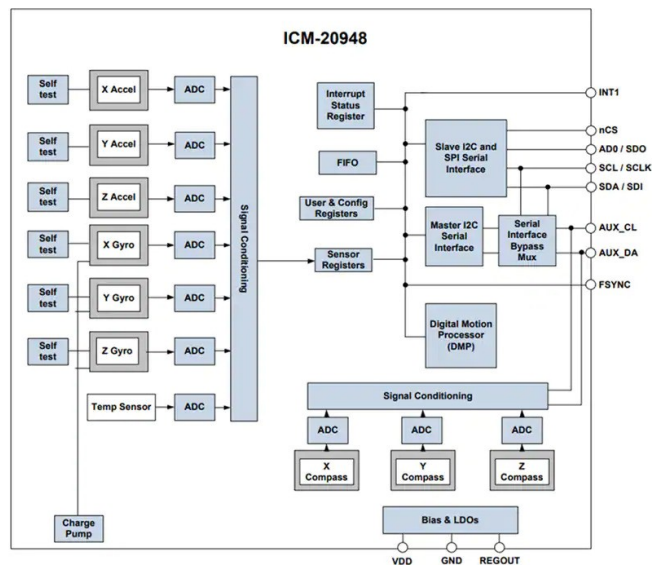 ICM-20948
Self
test
X Accel
ADC
Self
test
Y Accel
ADC
Self
test
Z Accel
ADC
Self
test
X Gyro
ADC
Self
test
Y Gyro
ADC
Self
test
Z Gyro
ADC
Temp Sensor
ADC
Charge
Pump
Signal Conditioning
Interrupt
Status
Register
FIFO
User & Config
Registers
Sensor
Registers
Slave I2C and
SPI Serial
Interface
Master I2C
Serial
Interface
Serial
Interface
Bypass
Mux
Digital Motion
Processor
(DMP)
INT1
nCS
AD0 / SDO
SCL / SCLK
SDA / SDI
AUX_CL
AUX_DA
FSYNC
Signal Conditioning
ADC
ADC
ADC
X
Compass
Y
Compass
Z
Compass
Bias & LDOs
VDD
GND
REGOUT